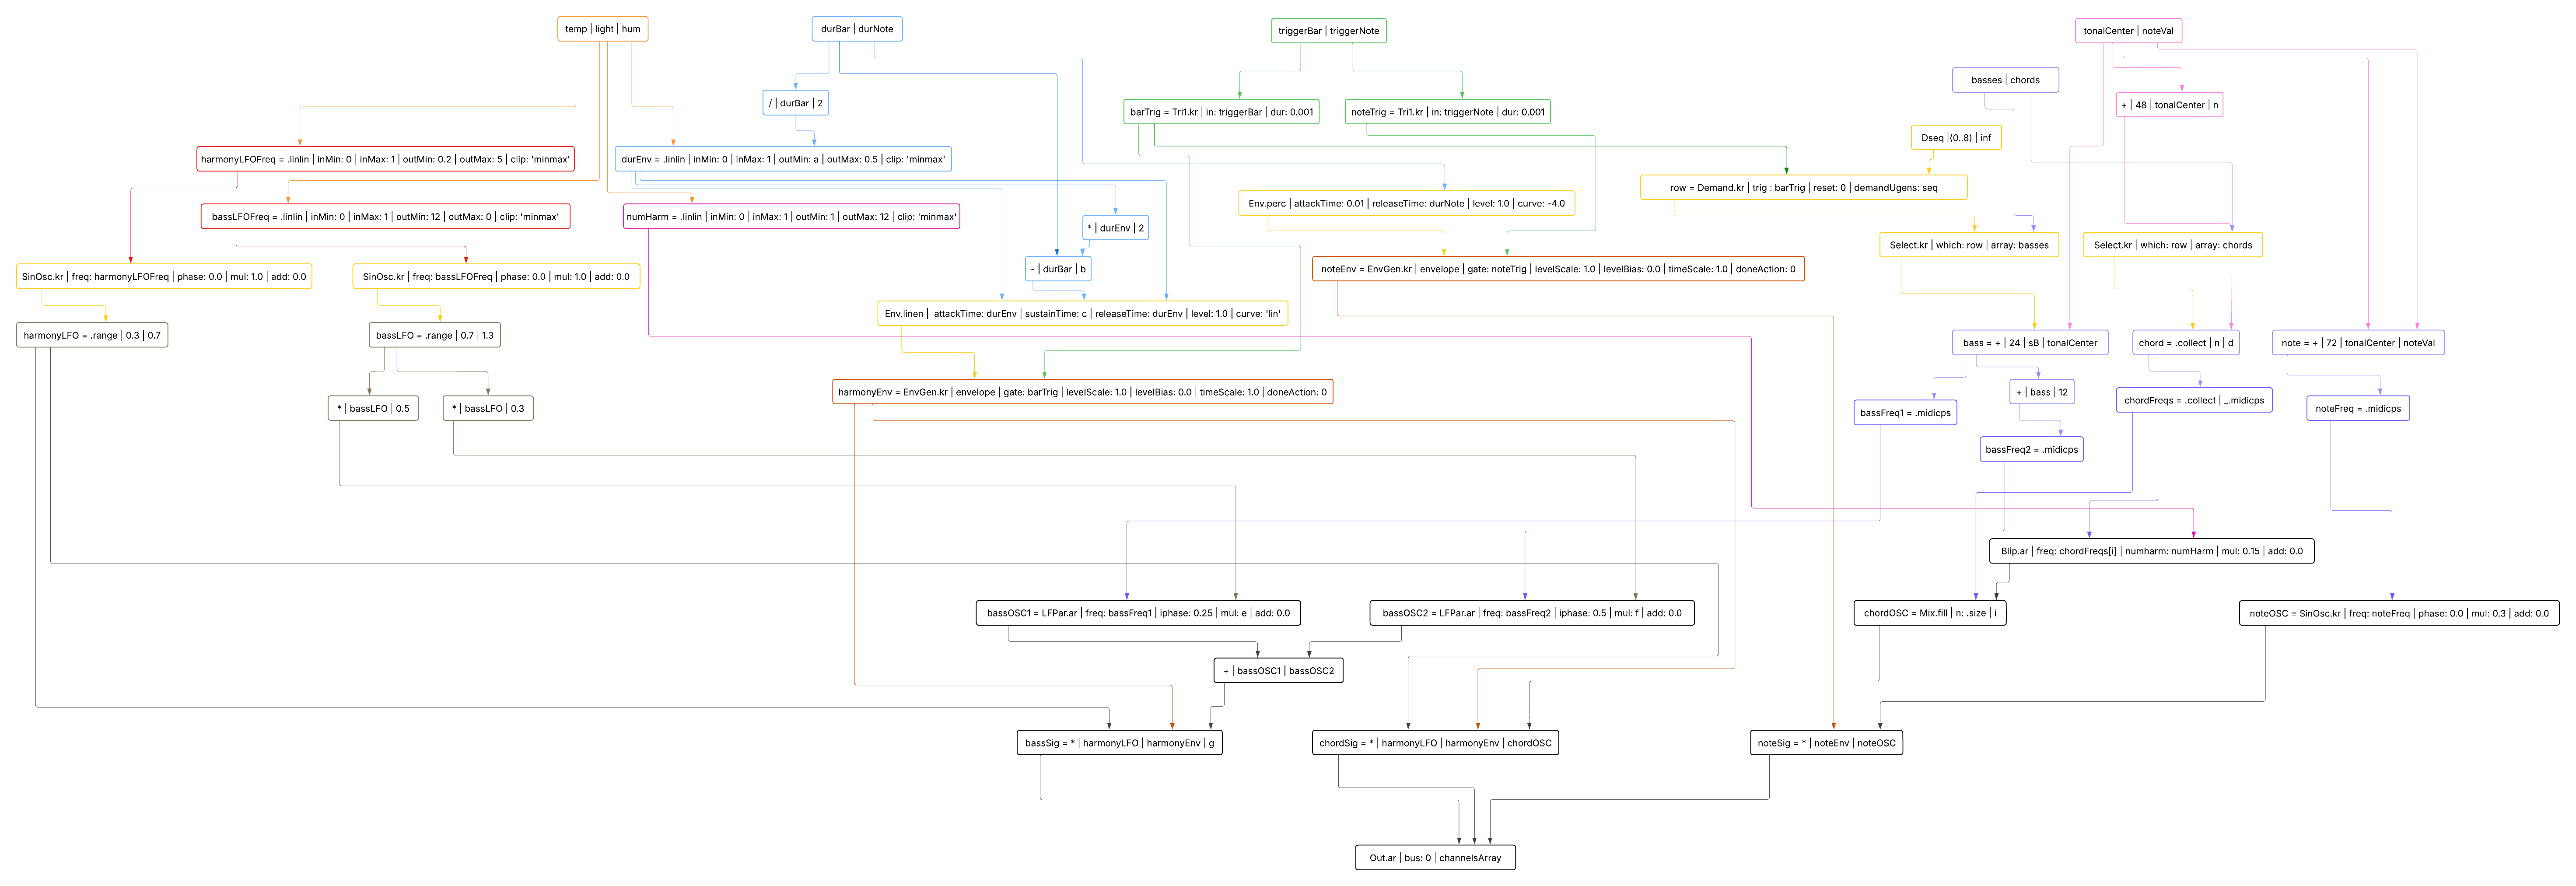 temp | light | hum
durBar | durNote
triggerBar | triggerNote
tonalCenter | noteVal
basses | chords
/ | durBar | 2
+ | 48 | tonalCenter | n
barTrig = Tri1.kr | in: triggerBar | dur: 0.001
noteTrig = Tri1.kr | in: triggerNote | dur: 0.001
Dseq |(0..8) | inf
harmonyLFOFreq = .linlin | inMin: 0 | inMax: 1 | outMin: 0.2 | outMax: 5 | clip: 'minmax'
durEnv = .linlin | inMin: 0 | inMax: 1 | outMin: a | outMax: 0.5 | clip: 'minmax'
row = Demand.kr | trig : barTrig | reset: 0 | demandUgens: seq
Env.perc | attackTime: 0.01 | releaseTime: durNote | level: 1.0 | curve: -4.0
bassLFOFreq = .linlin | inMin: 0 | inMax: 1 | outMin: 12 | outMax: 0 | clip: 'minmax'
numHarm = .linlin | inMin: 0 | inMax: 1 | outMin: 1 | outMax: 12 | clip: 'minmax'
* | durEnv | 2
Select.kr | which: row | array: basses
Select.kr | which: row | array: chords
- | durBar | b
noteEnv = EnvGen.kr | envelope | gate: noteTrig | levelScale: 1.0 | levelBias: 0.0 | timeScale: 1.0 | doneAction: 0
SinOsc.kr | freq: harmonyLFOFreq | phase: 0.0 | mul: 1.0 | add: 0.0
SinOsc.kr | freq: bassLFOFreq | phase: 0.0 | mul: 1.0 | add: 0.0
Env.linen | attackTime: durEnv | sustainTime: c | releaseTime: durEnv | level: 1.0 | curve: 'lin'
harmonyLFO = .range | 0.3 | 0.7
bassLFO = .range | 0.7 | 1.3
bass = + | 24 | sB | tonalCenter
chord = .collect | n | d
note = + | 72 | tonalCenter | noteVal
harmonyEnv = EnvGen.kr | envelope | gate: barTrig | levelScale: 1.0 | levelBias: 0.0 | timeScale: 1.0 | doneAction: 0
+ | bass | 12
chordFreqs = .collect | _.midicps
* | bassLFO | 0.5
* | bassLFO | 0.3
bassFreq1 = .midicps
noteFreq = .midicps
bassFreq2 = .midicps
Blip.ar | freq: chordFreqs[i] | numharm: numHarm | mul: 0.15 | add: 0.0
bassOSC1 = LFPar.ar | freq: bassFreq1 | iphase: 0.25 | mul: e | add: 0.0
bassOSC2 = LFPar.ar | freq: bassFreq2 | iphase: 0.5 | mul: f | add: 0.0
chordOSC = Mix.fill | n: .size | i
noteOSC = SinOsc.kr | freq: noteFreq | phase: 0.0 | mul: 0.3 | add: 0.0
+ | bassOSC1 | bassOSC2
bassSig = * | harmonyLFO | harmonyEnv | g
chordSig = * | harmonyLFO | harmonyEnv | chordOSC
noteSig = * | noteEnv | noteOSC
Out.ar | bus: 0 | channelsArray